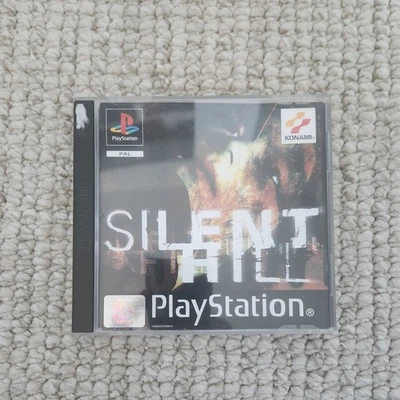 PlayStation
PAL
KONAMI
SILENT
HILL
PlayStation®